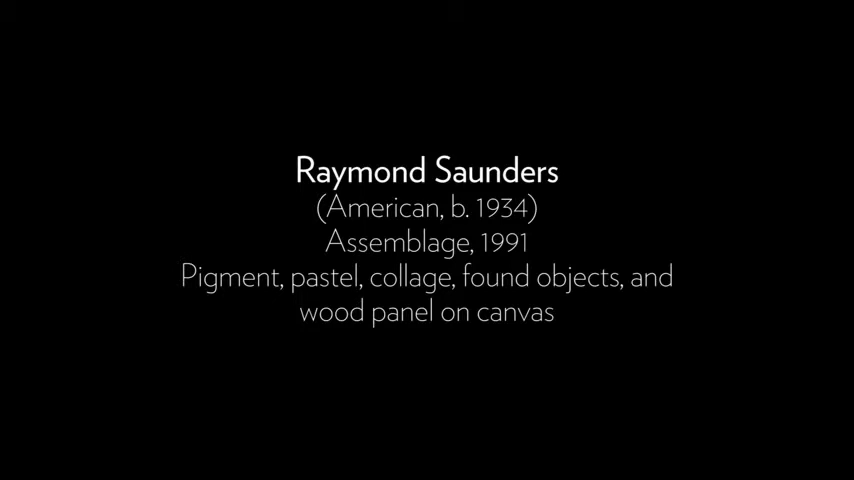 Raymond Saunders
(American, b. 1934)
Assemblage, 1991
Pigment, pastel, collage, found objects, and
wood panel on canvas